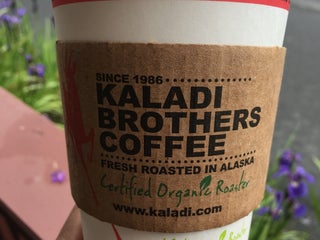 SINCE 1986
KALADI
BROTHERS
COFFEE
FRESH ROASTED IN ALASKA
Certified Organic Roaster
www.kaladi.com